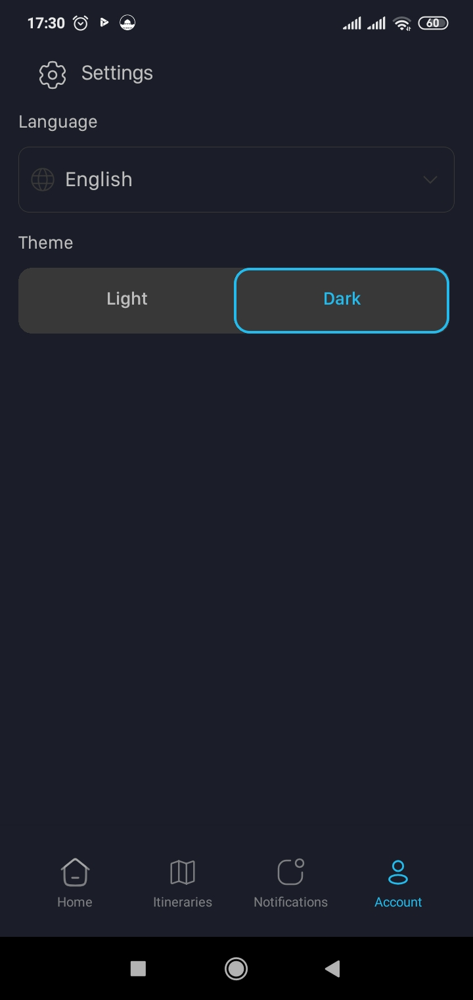 17:30 60
Settings
Language
English
Theme
Light Dark
Home Itineraries Notifications Account